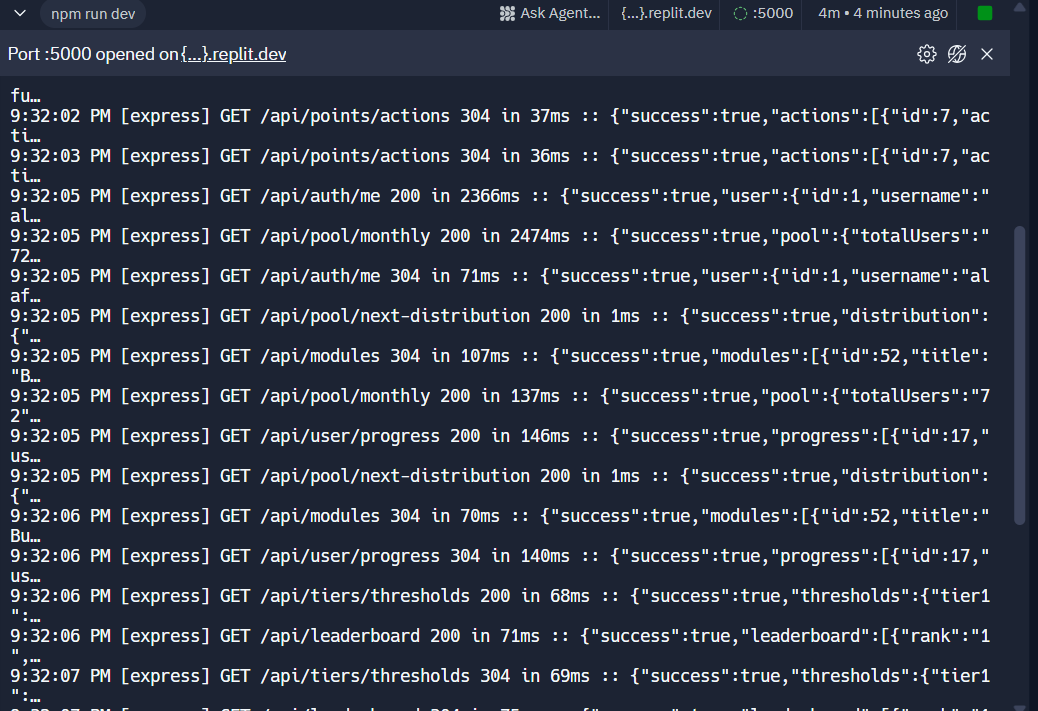 npm run dev
Ask Agent... {...}.replit.dev :5000 4m • 4 minutes ago
Port :5000 opened on {...}.replit.dev
fu…
9:32:02 PM [express] GET /api/points/actions 304 in 37ms :: {"success":true,"actions":[{"id":7,"ac
ti…
9:32:03 PM [express] GET /api/points/actions 304 in 36ms :: {"success":true,"actions":[{"id":7,"ac
ti…
9:32:05 PM [express] GET /api/auth/me 200 in 2366ms :: {"success":true,"user":{"id":1,"username":"
al…
9:32:05 PM [express] GET /api/pool/monthly 200 in 2474ms :: {"success":true,"pool":{"totalUsers":"
72…
9:32:05 PM [express] GET /api/auth/me 304 in 71ms :: {"success":true,"user":{"id":1,"username":"al
af…
9:32:05 PM [express] GET /api/pool/next-distribution 200 in 1ms :: {"success":true,"distribution":
{"…
9:32:05 PM [express] GET /api/modules 304 in 107ms :: {"success":true,"modules":[{"id":52,"title":
"B…
9:32:05 PM [express] GET /api/pool/monthly 200 in 137ms :: {"success":true,"pool":{"totalUsers":"7
2"…
9:32:05 PM [express] GET /api/user/progress 200 in 146ms :: {"success":true,"progress":[{"id":17,"
us…
9:32:05 PM [express] GET /api/pool/next-distribution 200 in 1ms :: {"success":true,"distribution":
{"…
9:32:06 PM [express] GET /api/modules 304 in 70ms :: {"success":true,"modules":[{"id":52,"title":"
Bu…
9:32:06 PM [express] GET /api/user/progress 304 in 140ms :: {"success":true,"progress":[{"id":17,"
us…
9:32:06 PM [express] GET /api/tiers/thresholds 200 in 68ms :: {"success":true,"thresholds":{"tier1
":…
9:32:06 PM [express] GET /api/leaderboard 200 in 71ms :: {"success":true,"leaderboard":[{"rank":"1
",…
9:32:07 PM [express] GET /api/tiers/thresholds 304 in 69ms :: {"success":true,"thresholds":{"tier1
":…